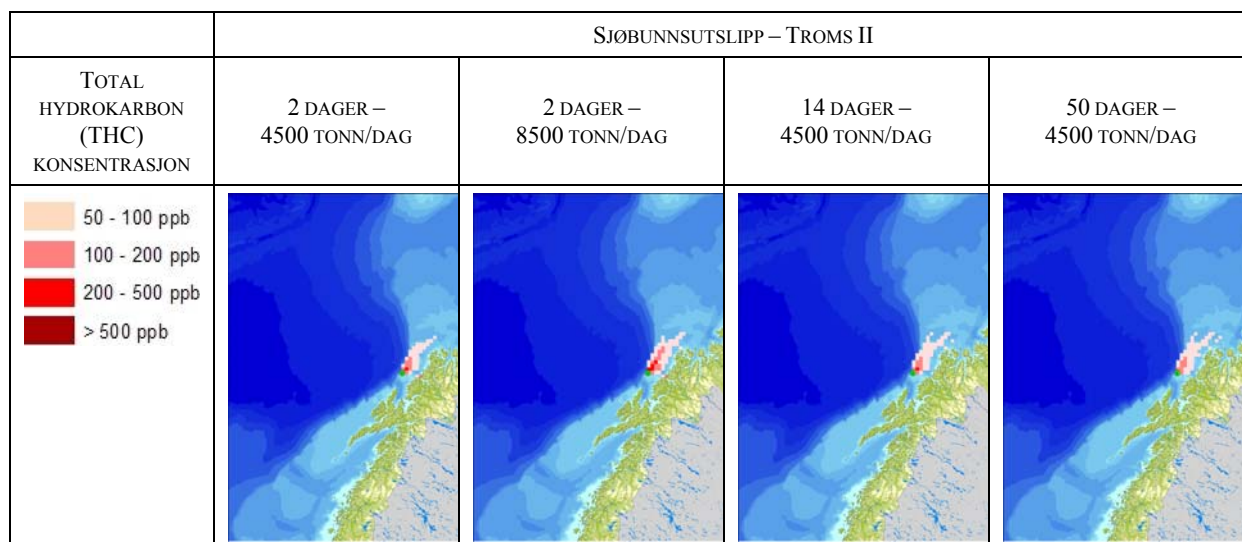 SJØBUNNSUTSLIPP – TROMS II
TOTAL
HYDROKARBON
(THC)
KONSENTRASJON
2 DAGER –
4500 TONN/DAG
2 DAGER –
8500 TONN/DAG
14 DAGER –
4500 TONN/DAG
50 DAGER –
4500 TONN/DAG
50 - 100 ppb
100 - 200 ppb
200 - 500 ppb
> 500 ppb